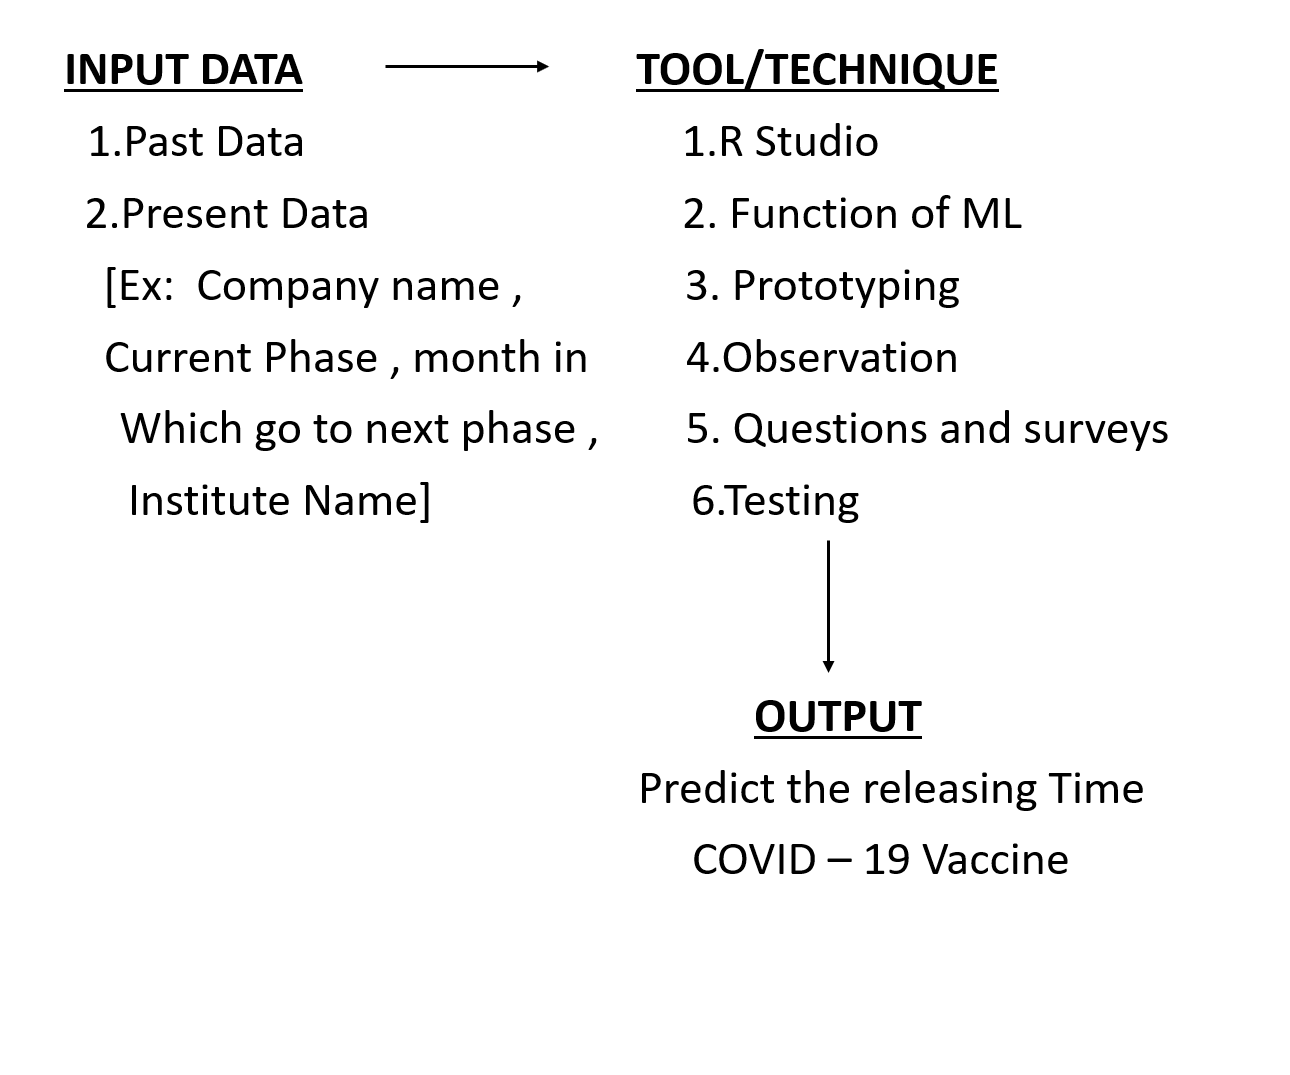 INPUT DATA
1.Past Data
2.Present Data
[Ex:  Company name ,
Current Phase , month in
Which go to next phase ,
Institute Name]
TOOL/TECHNIQUE
1.R Studio
2. Function of ML
3. Prototyping
4.Observation
5. Questions and surveys
6.Testing
OUTPUT
Predict the releasing Time
COVID – 19 Vaccine